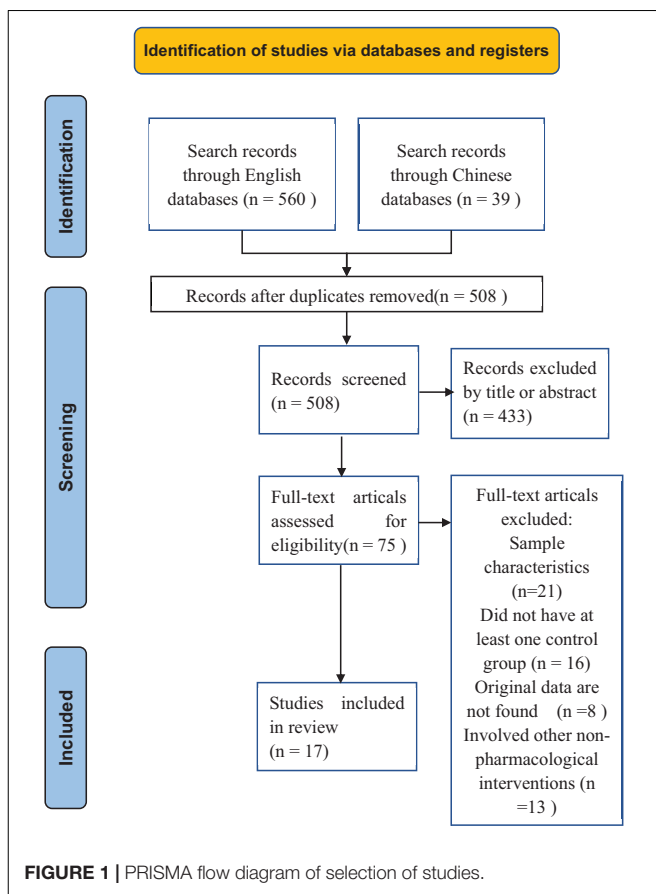 Identification of studies via databases and registers
Identification
Search records
through English
databases (n = 560 )
Search records
through Chinese
databases (n = 39 )
Records after duplicates removed(n = 508 )
Screening
Records screened
(n = 508)
Records excluded
by title or abstract
(n = 433)
Full-text articals
assessed for
eligibility(n = 75 )
Full-text articals
excluded:
Sample
characteristics
(n=21)
Did not have at
least one control
group (n = 16)
Original data are
not found (n =8 )
Involved other non-
pharmacological
interventions (n
=13 )
Included
Studies included
in review
(n = 17)
FIGURE 1 | PRISMA flow diagram of selection of studies.